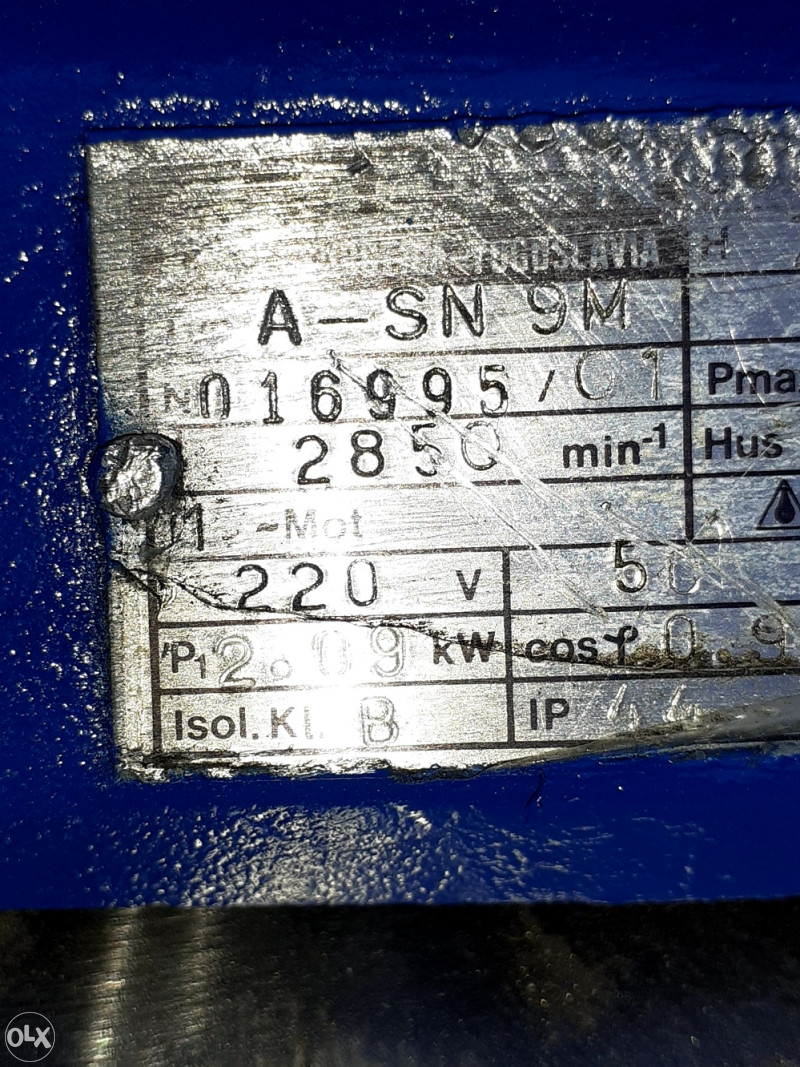 YUGOSLAVIA H
A-SN 9M
N 016995/01 Pma
2850 min⁻¹ Hus
1 ~Mot
220 V 50
P₁ 2.09 kW cos φ 0.9
Isol. Kl. B IP 44
OLX